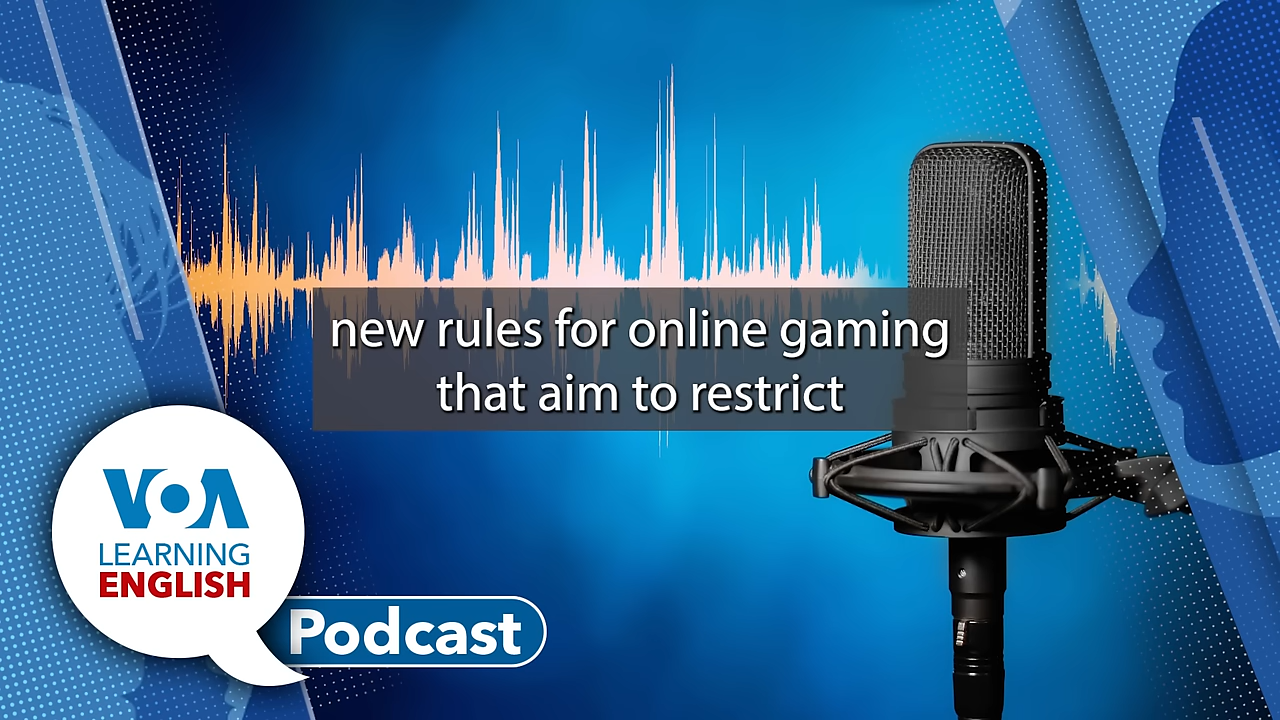 new rules for online gaming
that aim to restrict
VOA
LEARNING
ENGLISH
Podcast